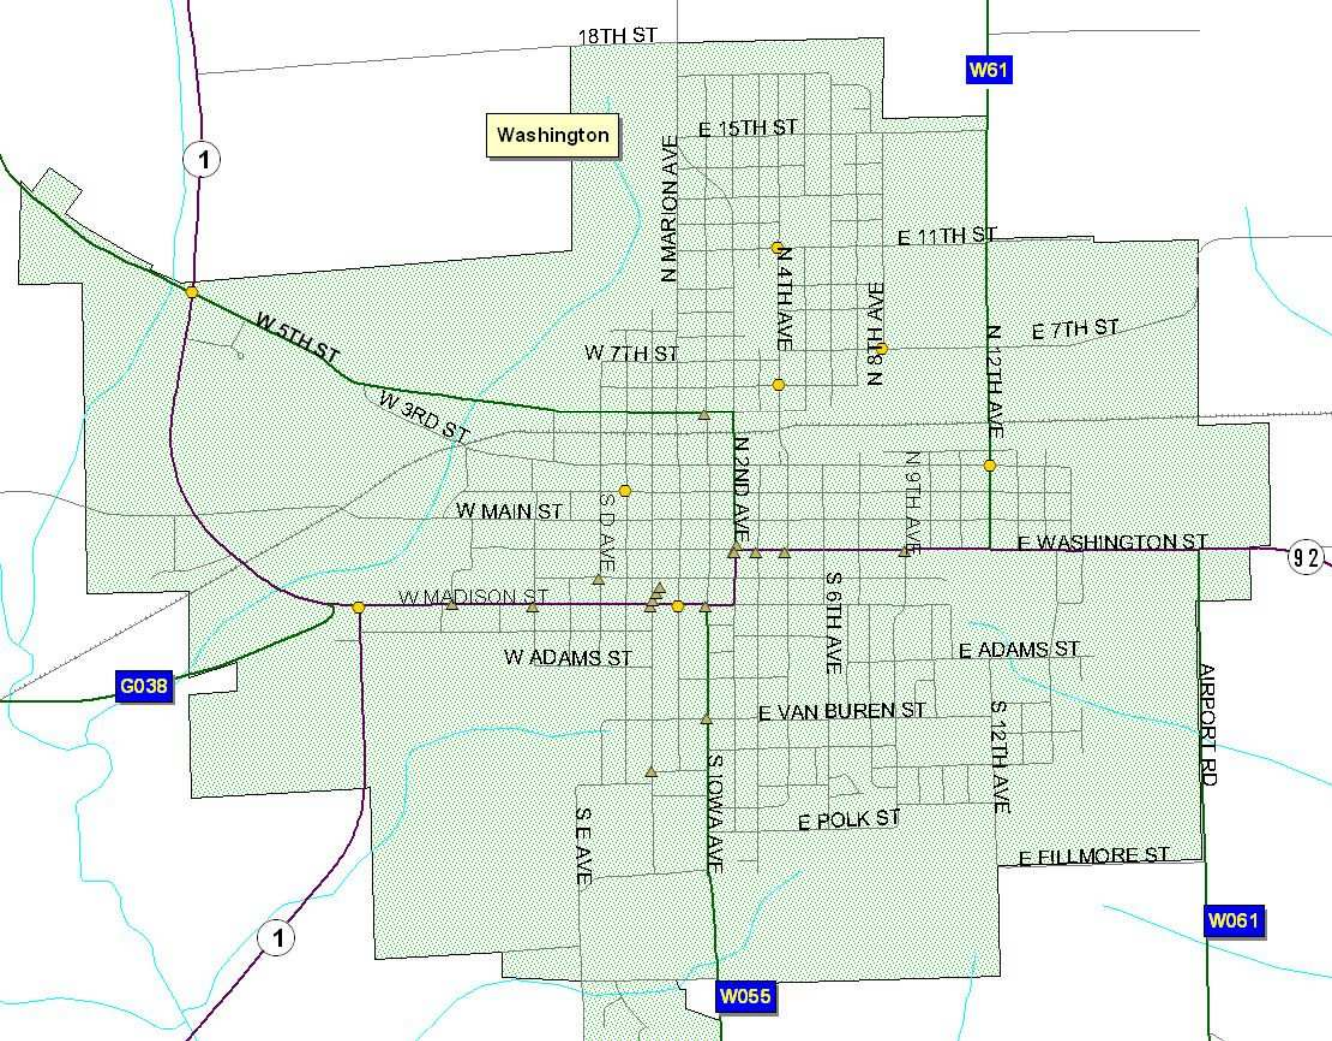 18TH ST
W61
Washington
E 15TH ST
1
N MARION AVE
E 11TH ST
N 4TH AVE
N 8TH AVE
W 5TH ST
E 7TH ST
W 7TH ST
N 12TH AVE
W 3RD ST
N 2ND AVE
N 9TH AVE
S D AVE
W MAIN ST
E WASHINGTON ST
92
W MADISON ST
S 6TH AVE
W ADAMS ST
E ADAMS ST
G038
AIRPORT RD
E VAN BUREN ST
S 12TH AVE
S IOWA AVE
S E AVE
E POLK ST
E FILLMORE ST
W061
1
W055